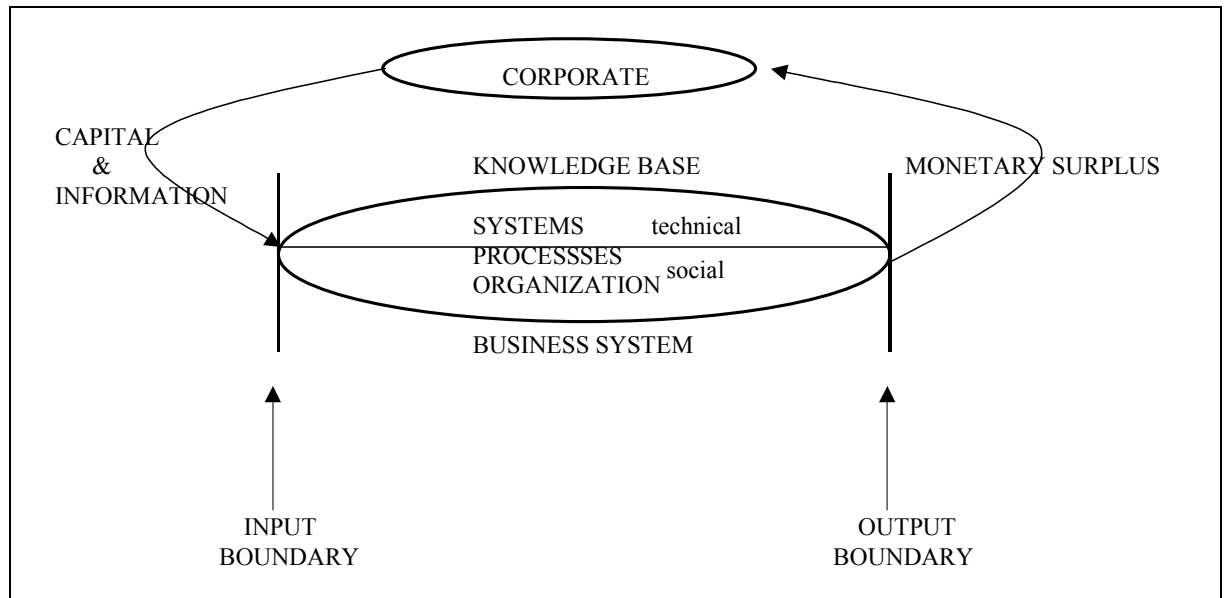 CORPORATE
CAPITAL
&
INFORMATION
KNOWLEDGE BASE
MONETARY SURPLUS
SYSTEMS technical
PROCESSSES
ORGANIZATION social
BUSINESS SYSTEM
INPUT
BOUNDARY
OUTPUT
BOUNDARY